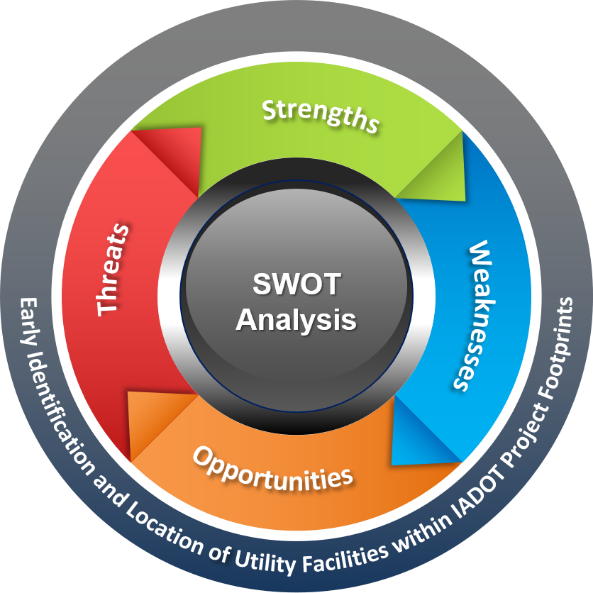 Strengths
Weaknesses
Opportunities
Threats
SWOT
Analysis
Early Identification and Location of Utility Facilities within IADOT Project Footprints